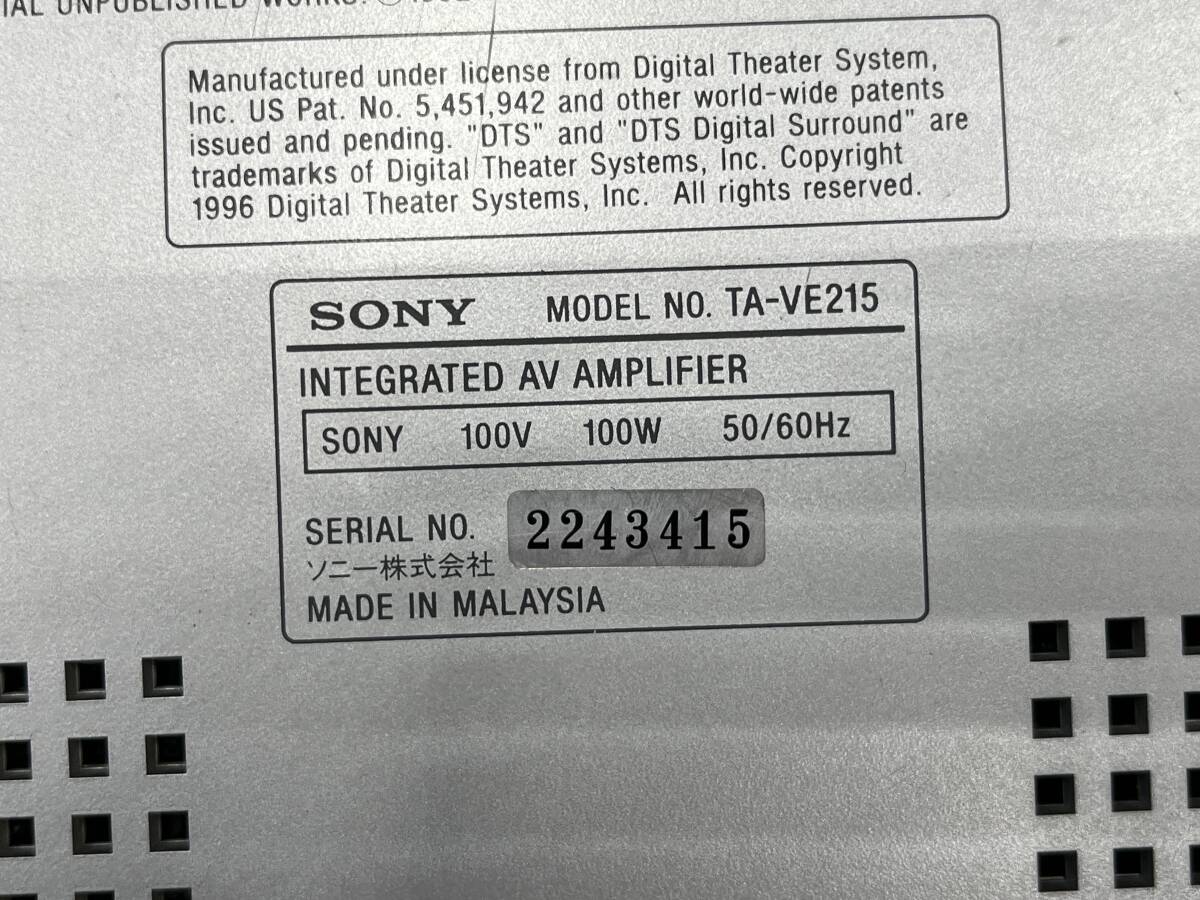 UNPUBLISHED WORKS.
Manufactured under license from Digital Theater System,
Inc. US Pat. No. 5,451,942 and other world-wide patents
issued and pending. "DTS" and "DTS Digital Surround" are
trademarks of Digital Theater Systems, Inc. Copyright
1996 Digital Theater Systems, Inc. All rights reserved.
SONY MODEL NO. TA-VE215
INTEGRATED AV AMPLIFIER
SONY 100V 100W 50/60Hz
SERIAL NO. 2243415
ソニー株式会社
MADE IN MALAYSIA